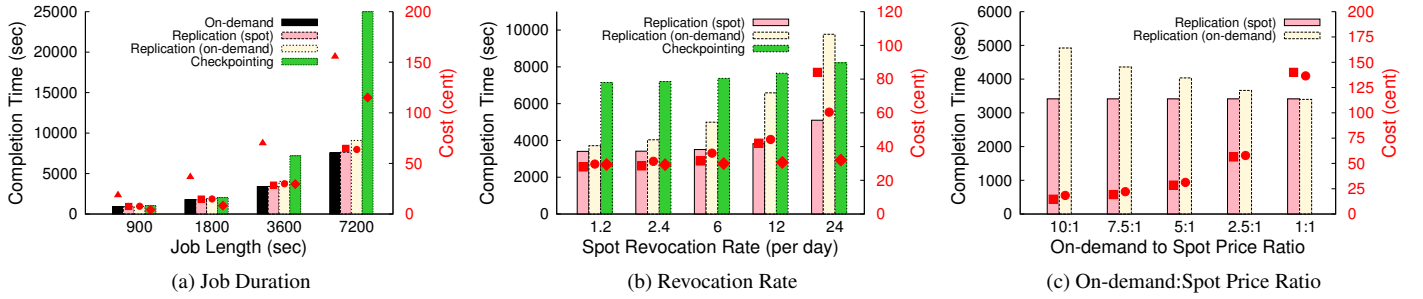 Completion Time (sec)
25000
20000
15000
10000
5000
0
On-demand
Replication (spot)
Replication (on-demand)
Checkpointing
200
150
100
50
0
Cost (cent)
900
1800
3600
7200
Job Length (sec)
(a) Job Duration
Completion Time (sec)
10000
8000
6000
4000
2000
0
Replication (spot)
Replication (on-demand)
Checkpointing
120
100
80
60
40
20
0
Cost (cent)
1.2
2.4
6
12
24
Spot Revocation Rate (per day)
(b) Revocation Rate
Completion Time (sec)
6000
5000
4000
3000
2000
1000
0
Replication (spot)
Replication (on-demand)
200
175
150
125
100
75
50
25
0
Cost (cent)
10:1
7.5:1
5:1
2.5:1
1:1
On-demand to Spot Price Ratio
(c) On-demand:Spot Price Ratio